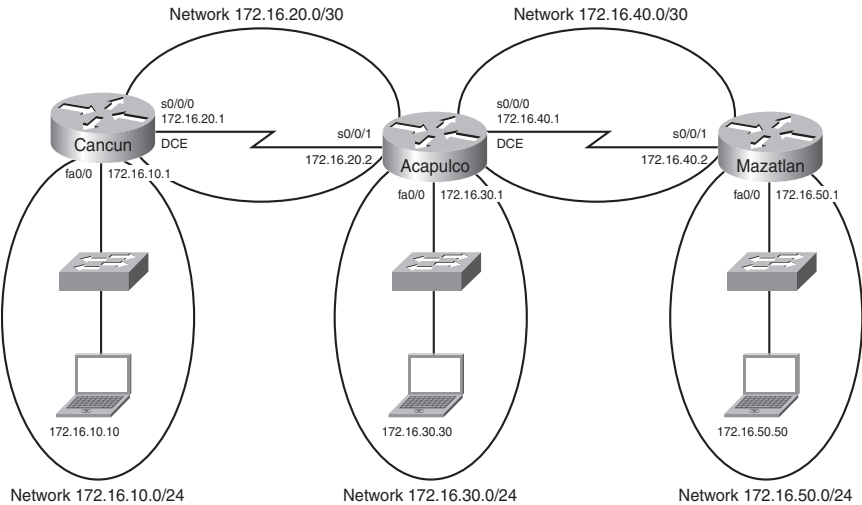 Network 172.16.20.0/30
Network 172.16.40.0/30
s0/0/0
172.16.20.1
DCE
Cancun
fa0/0
172.16.10.1
s0/0/1
172.16.20.2
s0/0/0
172.16.40.1
DCE
Acapulco
fa0/0
172.16.30.1
s0/0/1
172.16.40.2
Mazatlan
fa0/0
172.16.50.1
172.16.10.10
172.16.30.30
172.16.50.50
Network 172.16.10.0/24
Network 172.16.30.0/24
Network 172.16.50.0/24